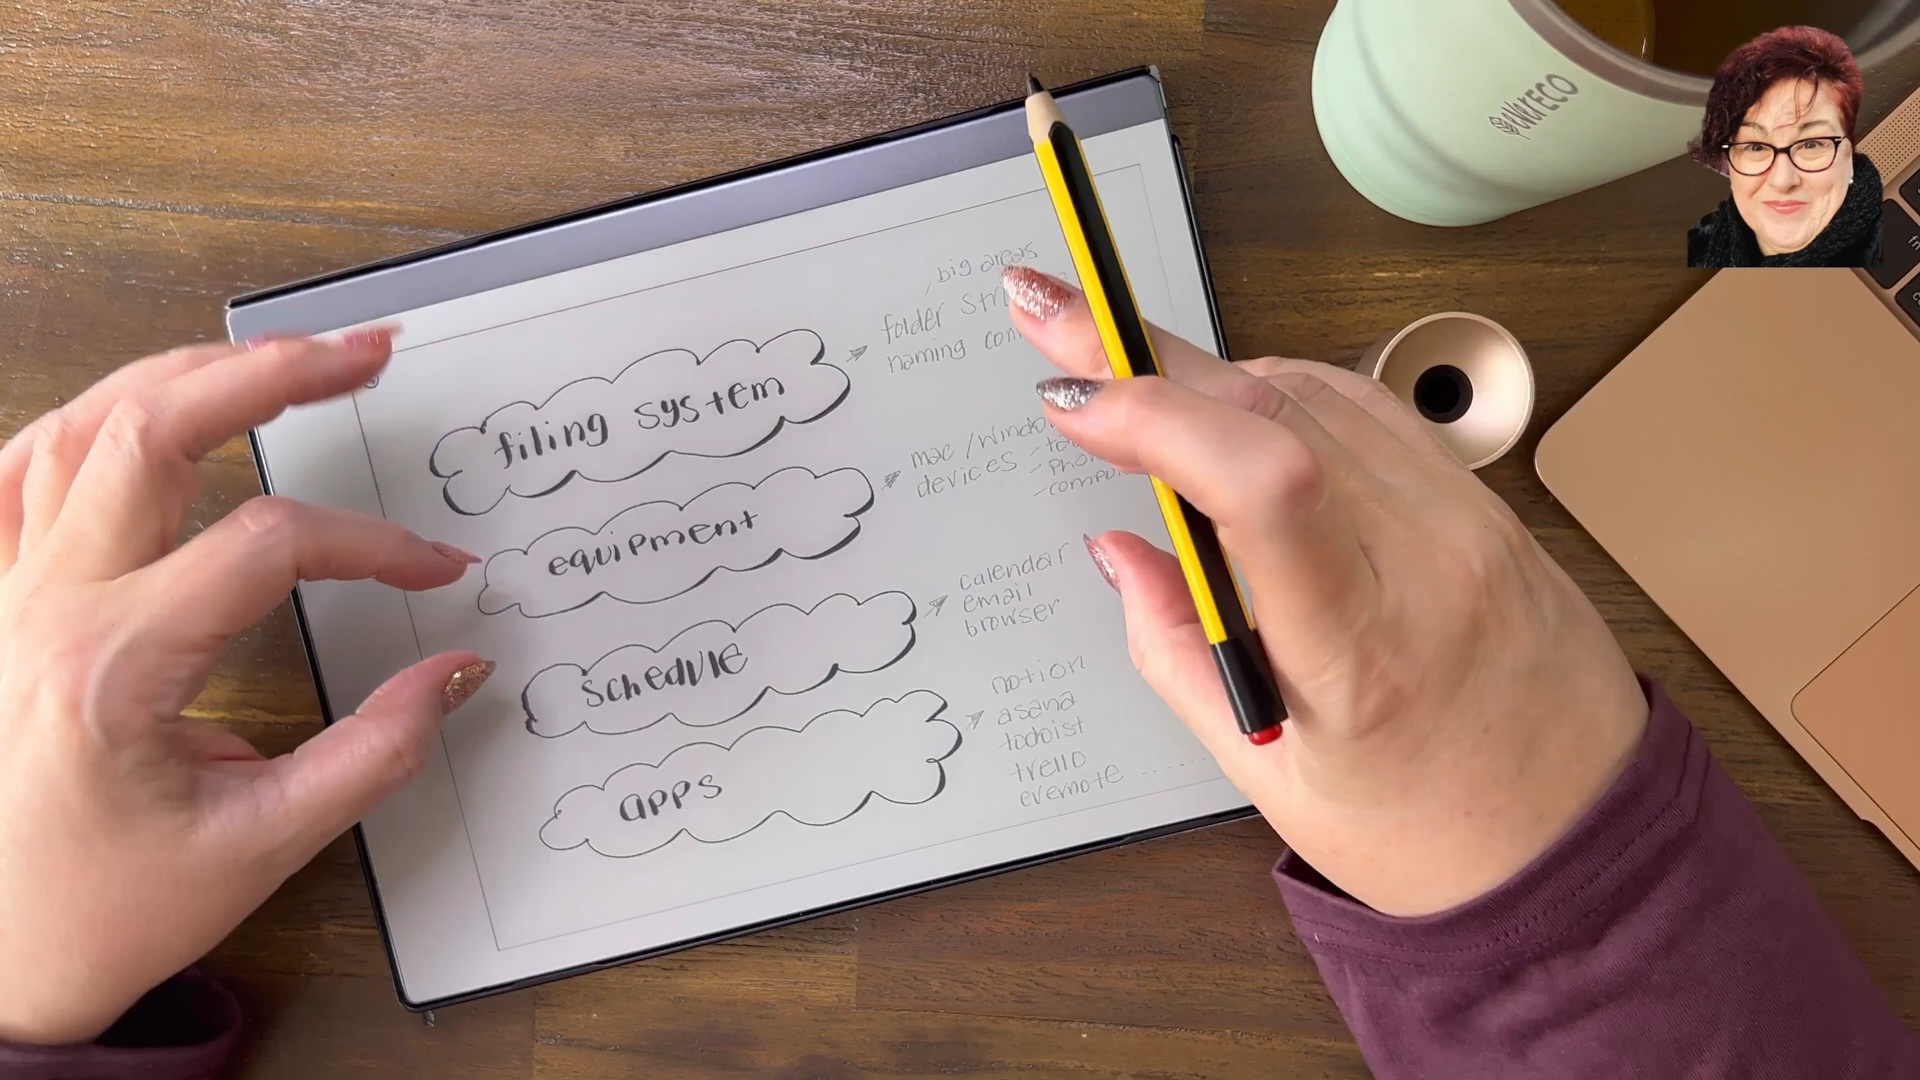 big areas
folder
naming
filing system
mac / Windo
devices
equipment
calendar
email
browser
schedule
notion
asana
todoist
trello
evernote ......
apps
everECO